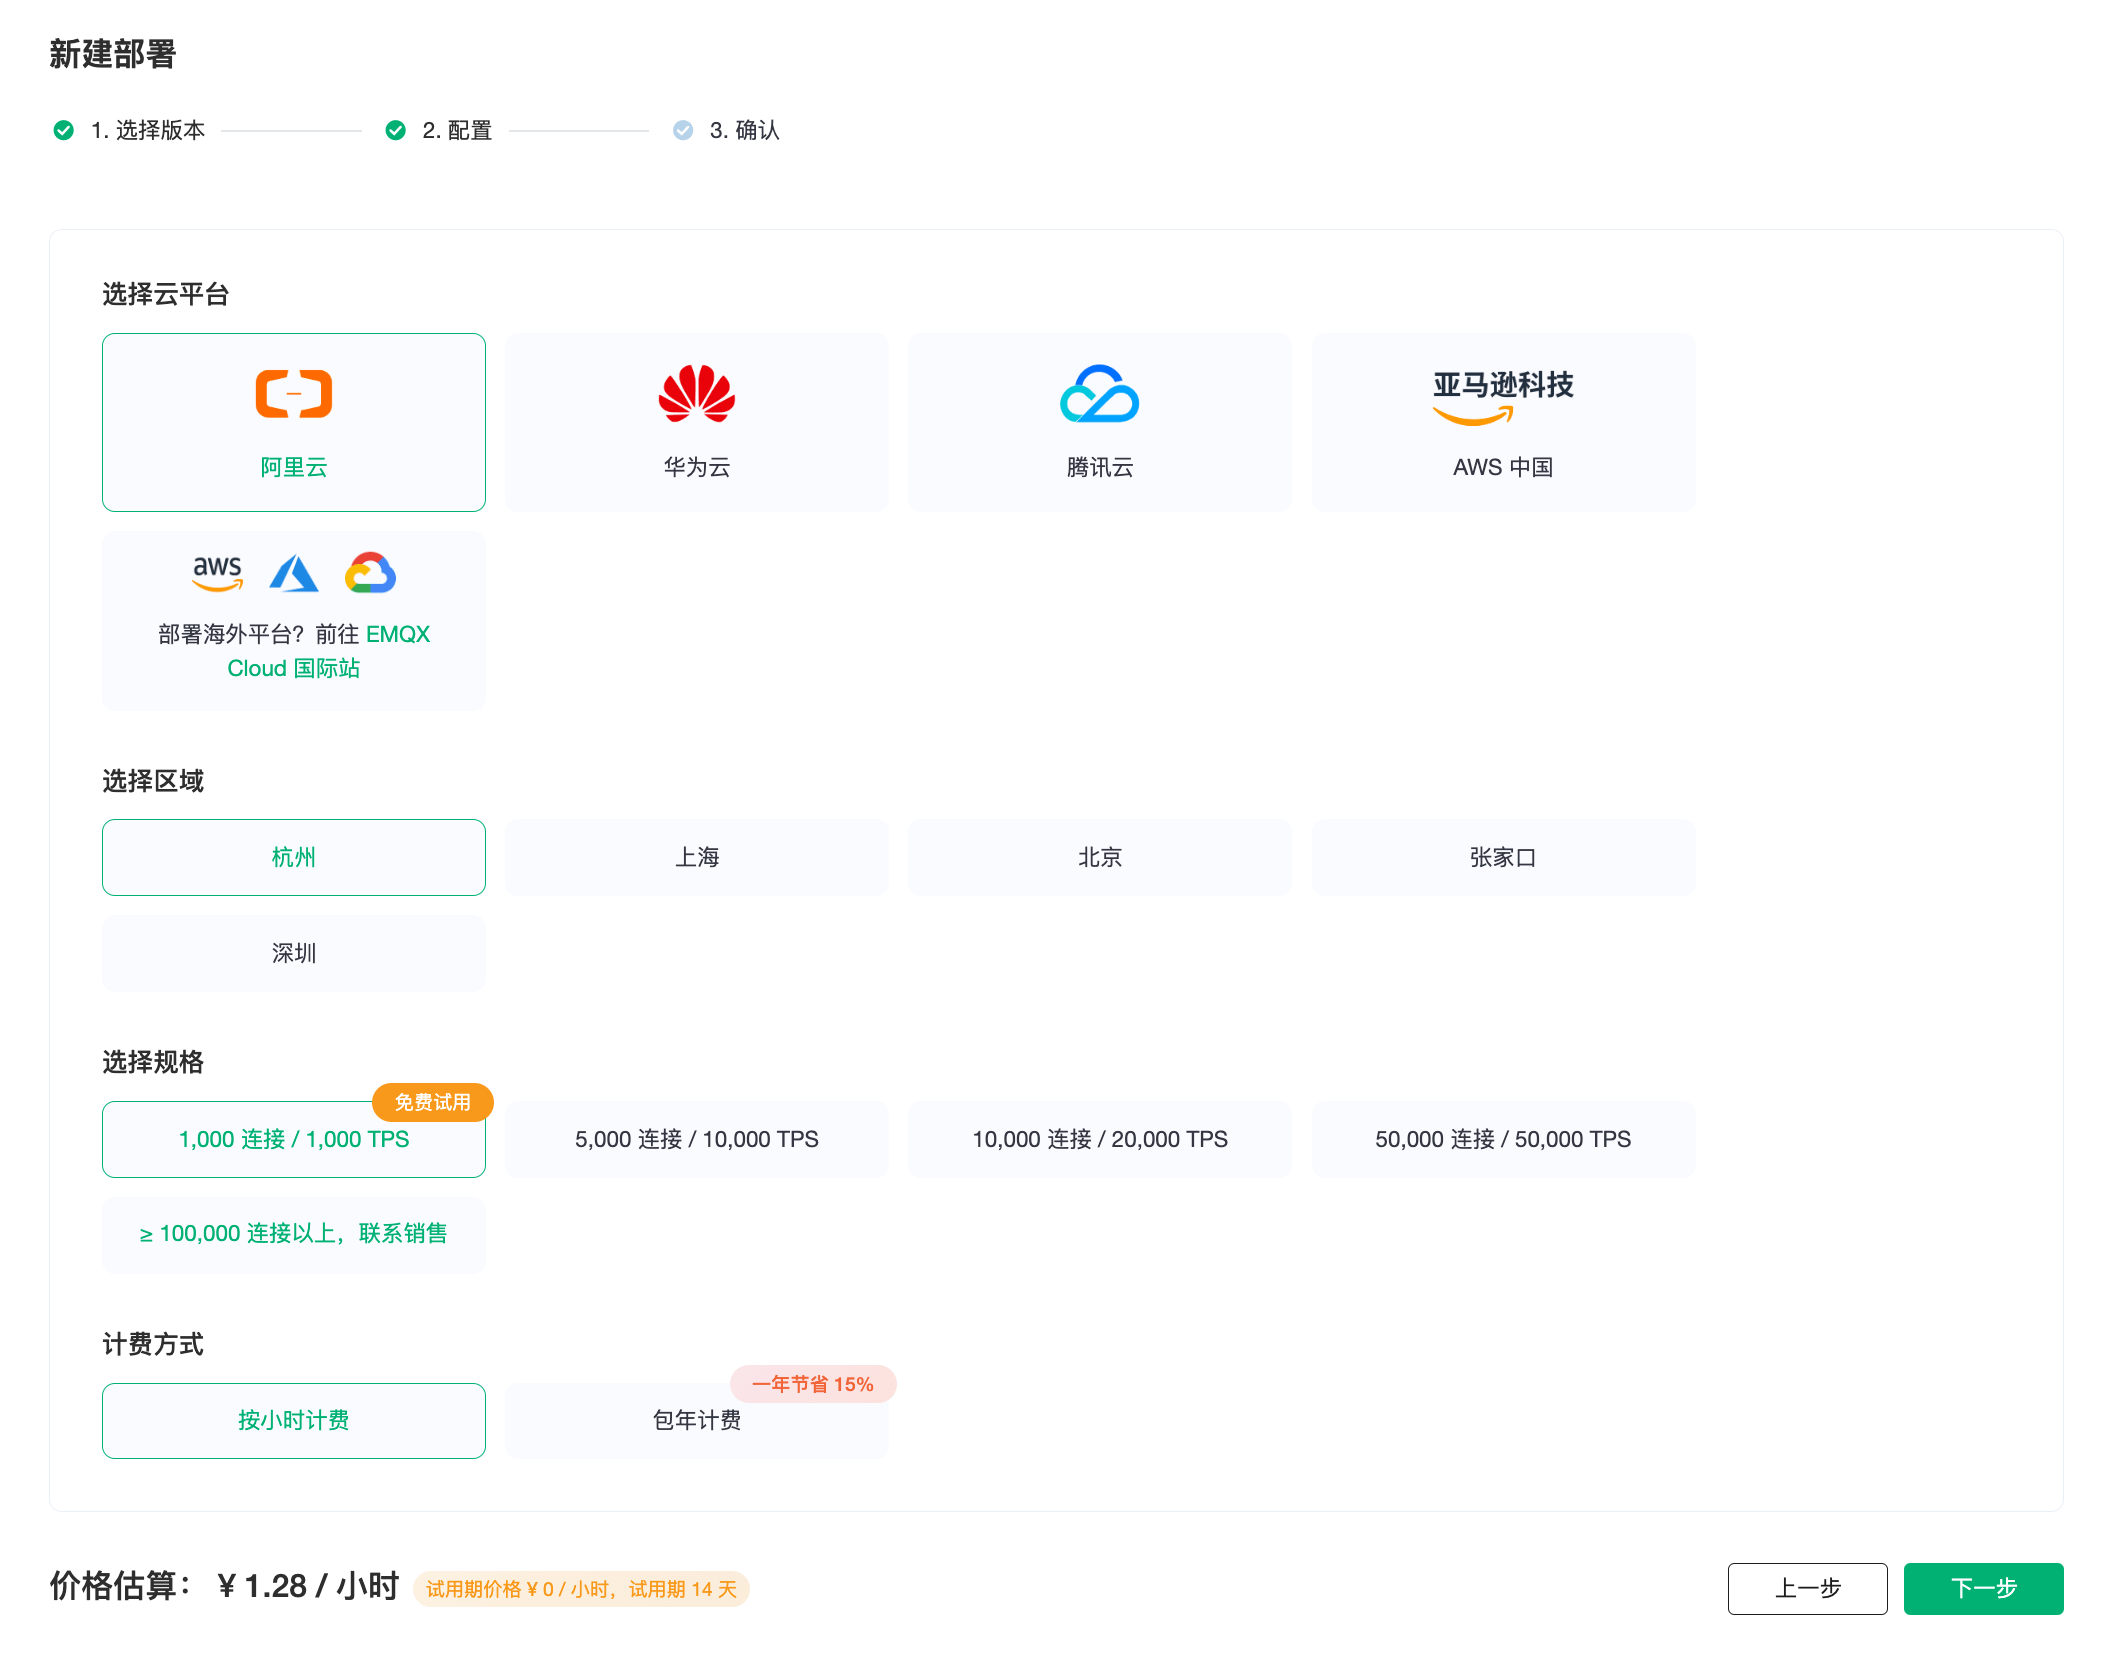 新建部署
1. 选择版本
2. 配置
3. 确认
选择云平台
阿里云
华为云
腾讯云
亚马逊科技
AWS 中国
aws
部署海外平台？前往 EMQX
Cloud 国际站
选择区域
杭州
上海
北京
张家口
深圳
选择规格
免费试用
1,000 连接 / 1,000 TPS
5,000 连接 / 10,000 TPS
10,000 连接 / 20,000 TPS
50,000 连接 / 50,000 TPS
≥ 100,000 连接以上，联系销售
计费方式
按小时计费
一年节省 15%
包年计费
价格估算： ¥ 1.28 / 小时
试用期价格 ¥ 0 / 小时，试用期 14 天
上一步
下一步